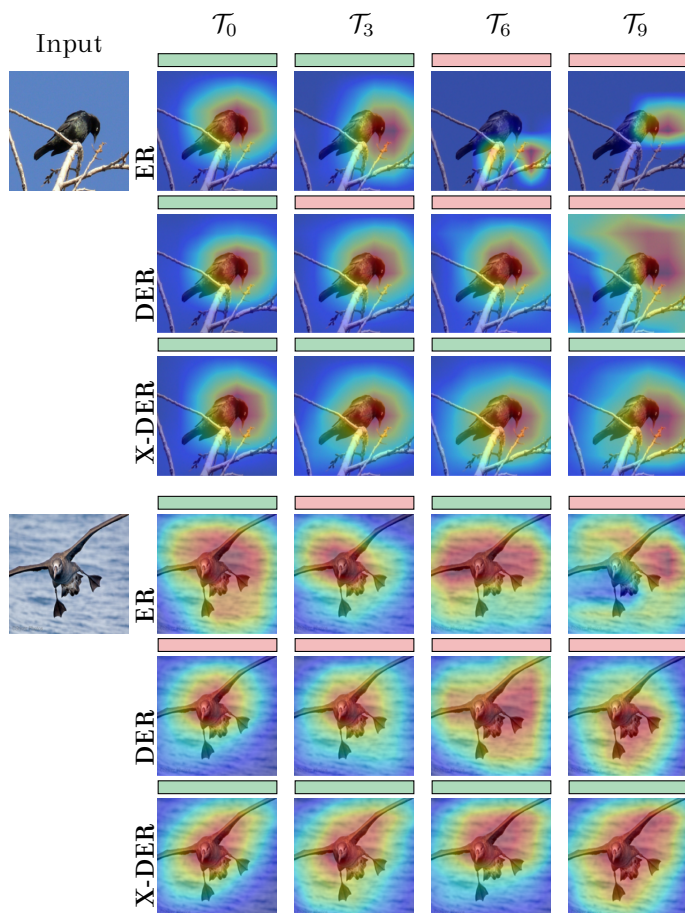 Input
𝒯₀ 𝒯₃ 𝒯₆ 𝒯₉
ER
DER
X-DER
ER
DER
X-DER